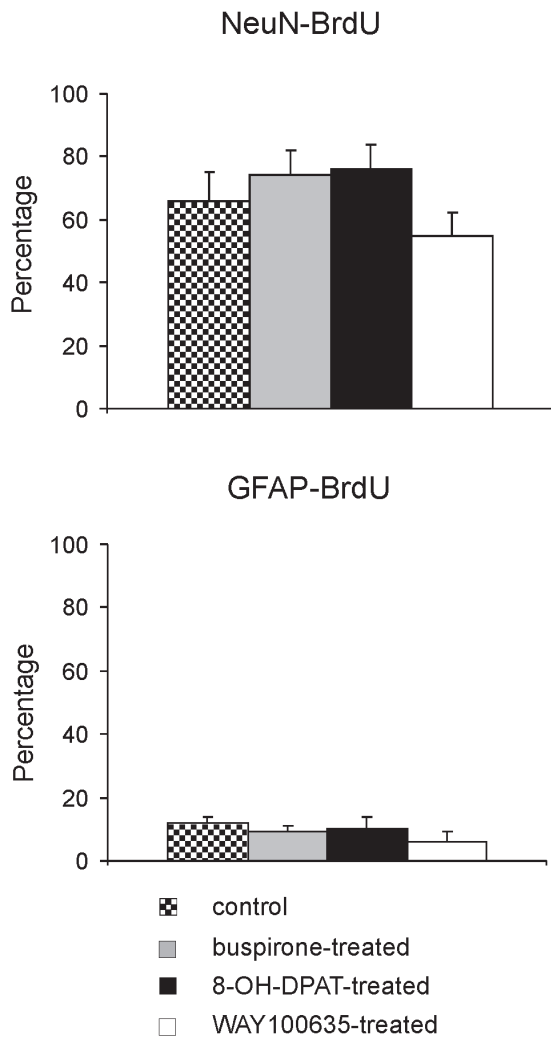 NeuN-BrdU
100
80
60
40
20
0
Percentage
GFAP-BrdU
100
80
60
40
20
0
Percentage
control
buspirone-treated
8-OH-DPAT-treated
WAY100635-treated